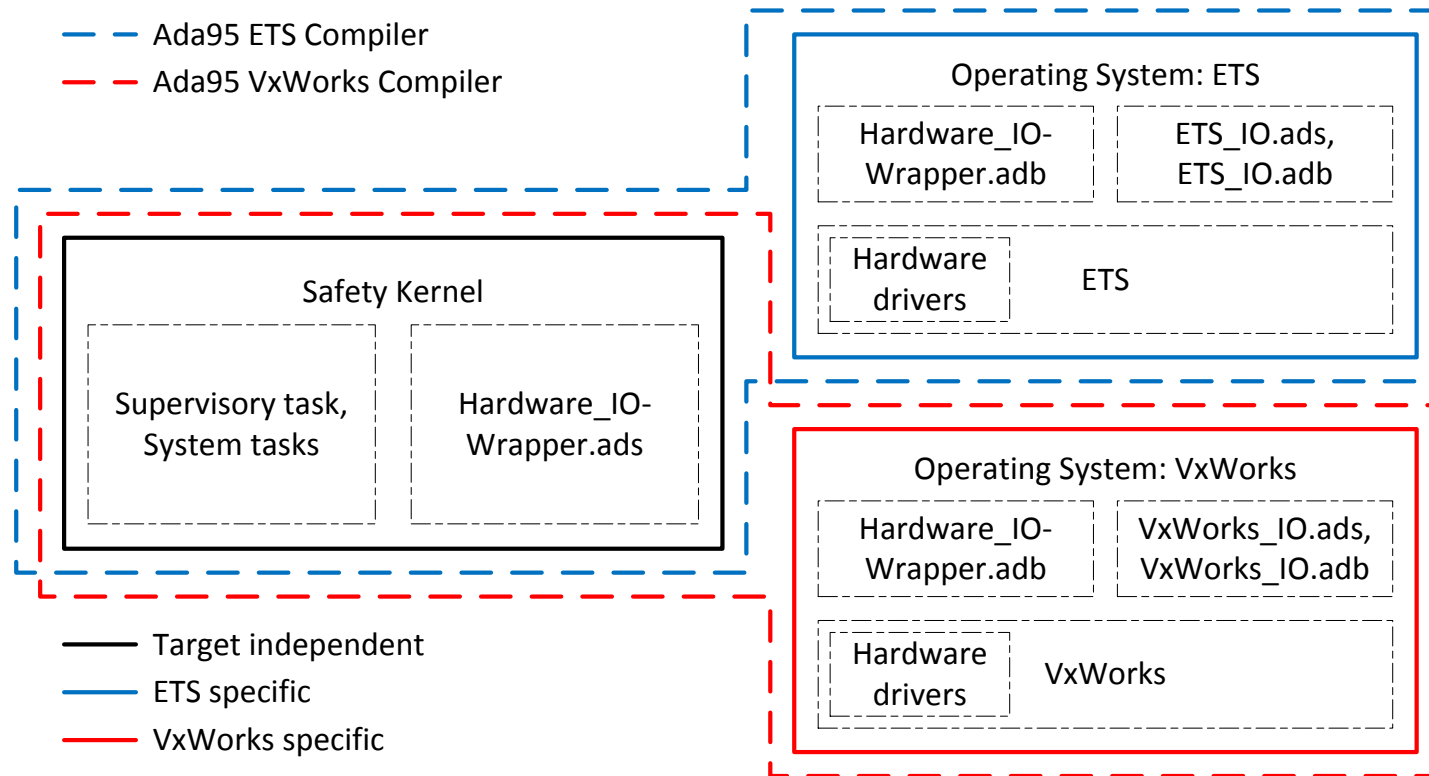 Ada95 ETS Compiler
Ada95 VxWorks Compiler
Operating System: ETS
Hardware_IO-
Wrapper.adb
ETS_IO.ads,
ETS_IO.adb
Hardware
drivers
ETS
Safety Kernel
Supervisory task,
System tasks
Hardware_IO-
Wrapper.ads
Operating System: VxWorks
Hardware_IO-
Wrapper.adb
VxWorks_IO.ads,
VxWorks_IO.adb
Hardware
drivers
VxWorks
Target independent
ETS specific
VxWorks specific